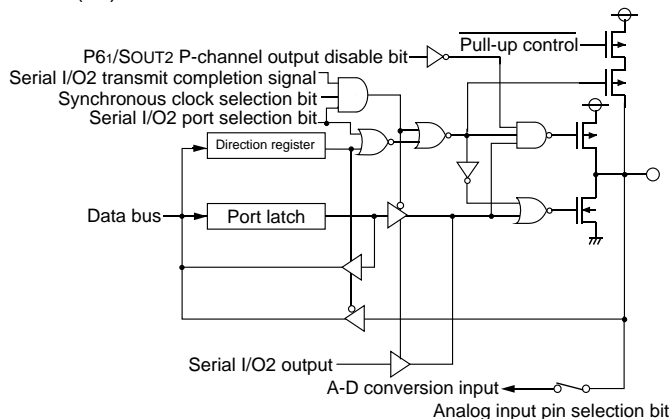 Pull-up control
P61/SOUT2 P-channel output disable bit
Serial I/O2 transmit completion signal
Synchronous clock selection bit
Serial I/O2 port selection bit
Direction register
Data bus
Port latch
Serial I/O2 output
A-D conversion input
Analog input pin selection bit